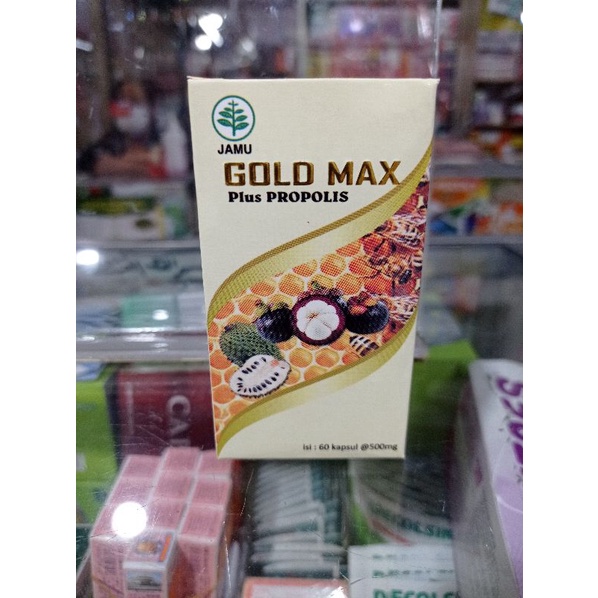 JAMU
GOLD MAX
Plus PROPOLIS
isi : 60 kapsul @500mg